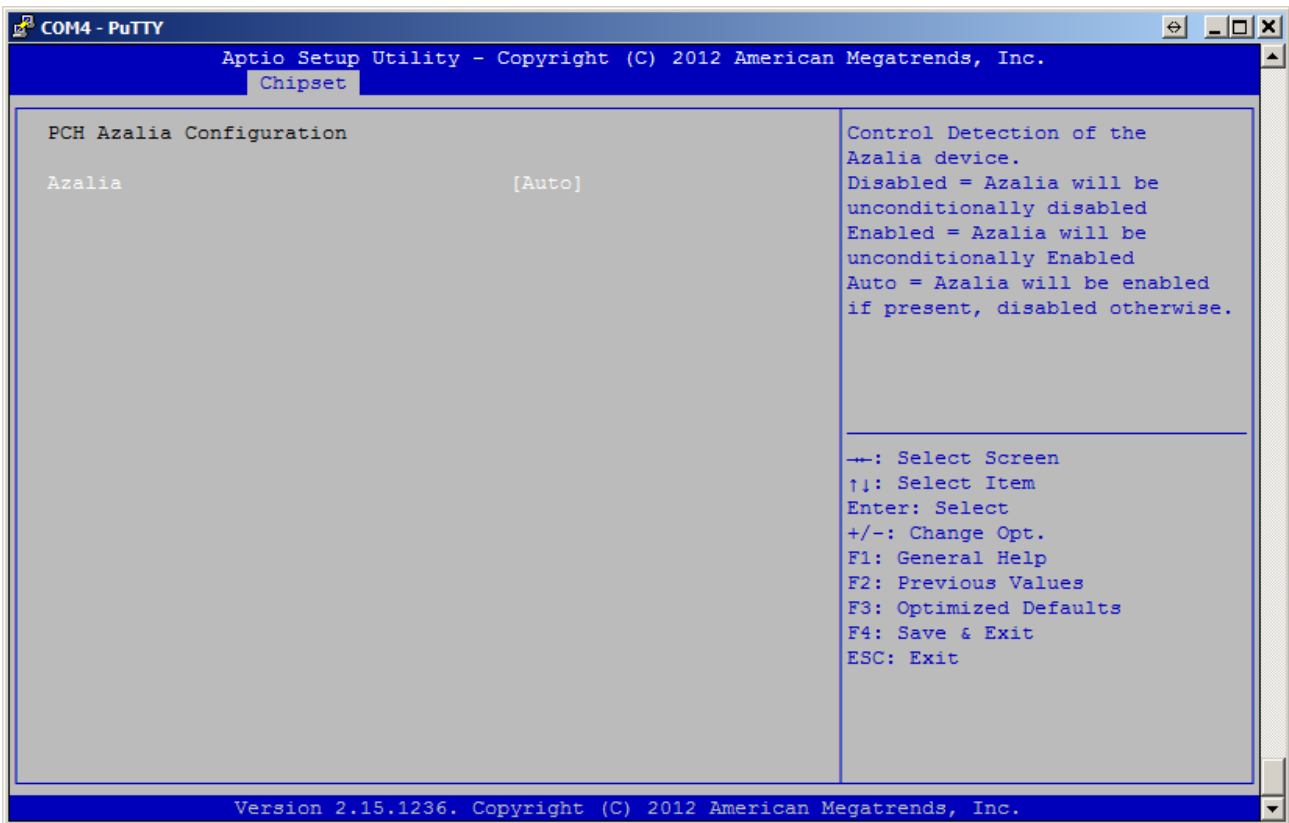 COM4 - PuTTY
Aptio Setup Utility - Copyright (C) 2012 American Megatrends, Inc.
Chipset
PCH Azalia Configuration
Azalia [Auto]
Control Detection of the
Azalia device.
Disabled = Azalia will be
unconditionally disabled
Enabled = Azalia will be
unconditionally Enabled
Auto = Azalia will be enabled
if present, disabled otherwise.
→←: Select Screen
↑↓: Select Item
Enter: Select
+/-: Change Opt.
F1: General Help
F2: Previous Values
F3: Optimized Defaults
F4: Save & Exit
ESC: Exit
Version 2.15.1236. Copyright (C) 2012 American Megatrends, Inc.